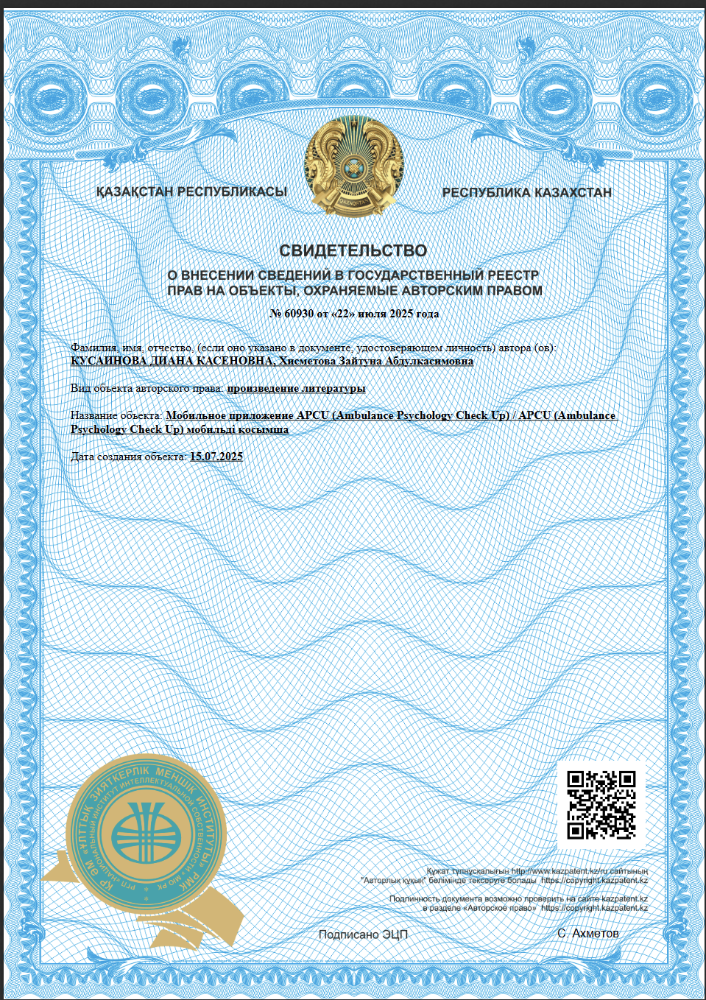 ҚАЗАҚСТАН РЕСПУБЛИКАСЫ
РЕСПУБЛИКА КАЗАХСТАН
QAZAQSTAN
СВИДЕТЕЛЬСТВО
О ВНЕСЕНИИ СВЕДЕНИЙ В ГОСУДАРСТВЕННЫЙ РЕЕСТР
ПРАВ НА ОБЪЕКТЫ, ОХРАНЯЕМЫЕ АВТОРСКИМ ПРАВОМ
№ 60930 от «22» июля 2025 года
Фамилия, имя, отчество, (если оно указано в документе, удостоверяющем личность) автора (ов):
КУСАИНОВА ДИАНА КАСЕНОВНА, Хисметова Зайтуна Абдулкасимовна
Вид объекта авторского права: произведение литературы
Название объекта: Мобильное приложение APCU (Ambulance Psychology Check Up) / APCU (Ambulance
Psychology Check Up) мобильді қосымша
Дата создания объекта: 15.07.2025
ҚР ӘМ «ҰЛТТЫҚ ЗИЯТКЕРЛІК МЕНШІК ИНСТИТУТЫ» РМК
РГП «НАЦИОНАЛЬНЫЙ ИНСТИТУТ ИНТЕЛЛЕКТУАЛЬНОЙ СОБСТВЕННОСТИ» МЮ РК
Құжат түпнұсқалығын http://www.kazpatent.kz/ru сайтының
"Авторлық құқық" бөлімінде тексеруге болады https://copyright.kazpatent.kz
Подлинность документа возможно проверить на сайте kazpatent.kz
в разделе «Авторское право» https://copyright.kazpatent.kz
Подписано ЭЦП
С. Ахметов